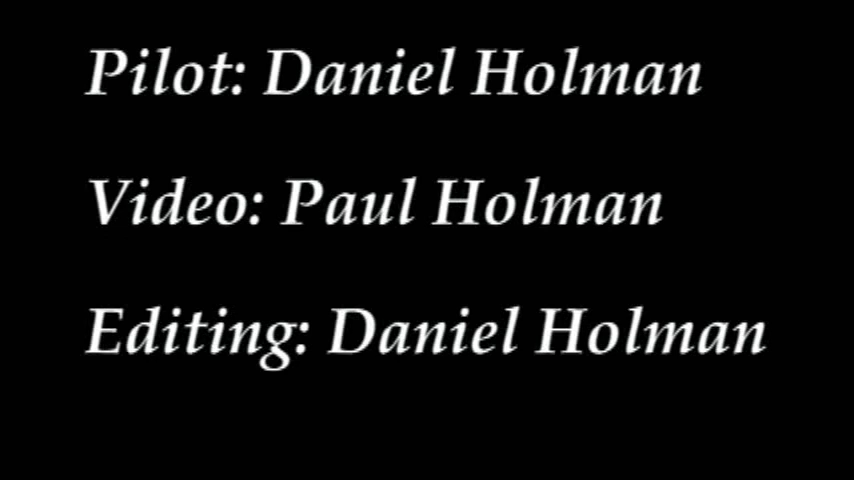 Pilot: Daniel Holman
Video: Paul Holman
Editing: Daniel Holman